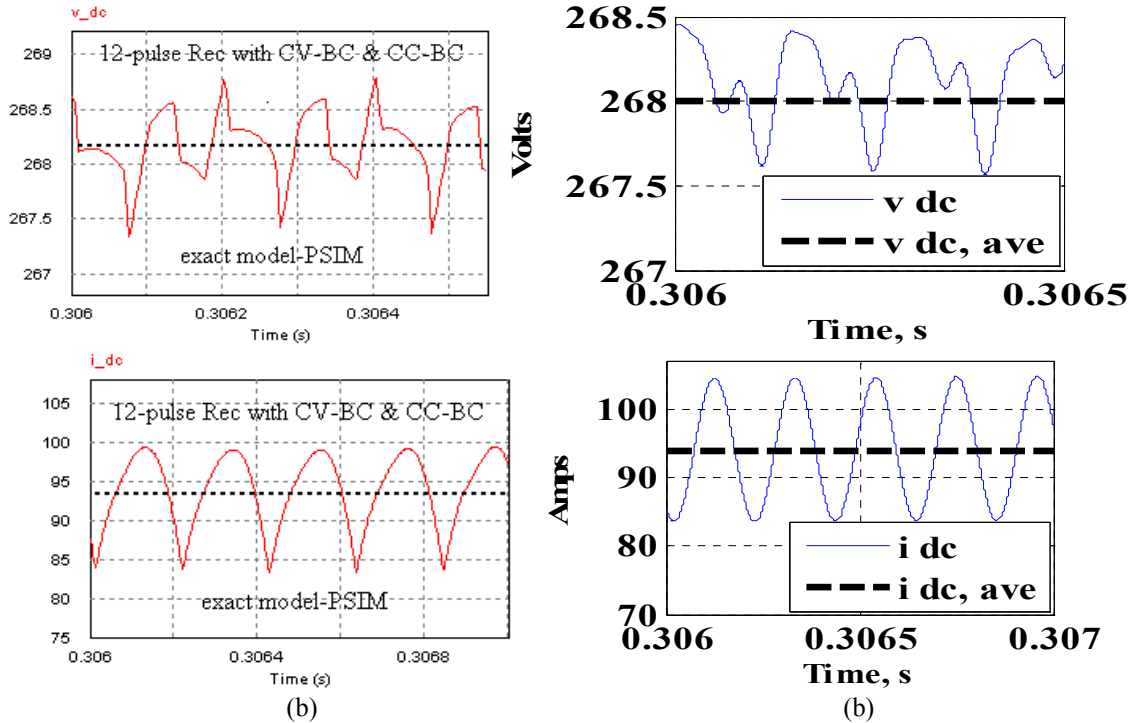 v_dc
12-pulse Rec with CV-BC & CC-BC
269
268.5
268
267.5
267
exact model-PSIM
0.306
0.3062
0.3064
Time (s)
268.5
268
267.5
267
Volts
v dc
v dc, ave
0.306
0.3065
Time, s
i_dc
12-pulse Rec with CV-BC & CC-BC
105
100
95
90
85
80
75
exact model-PSIM
0.306
0.3064
0.3068
Time (s)
(b)
100
90
80
70
Amps
i dc
i dc, ave
0.306
0.3065
0.307
Time, s
(b)